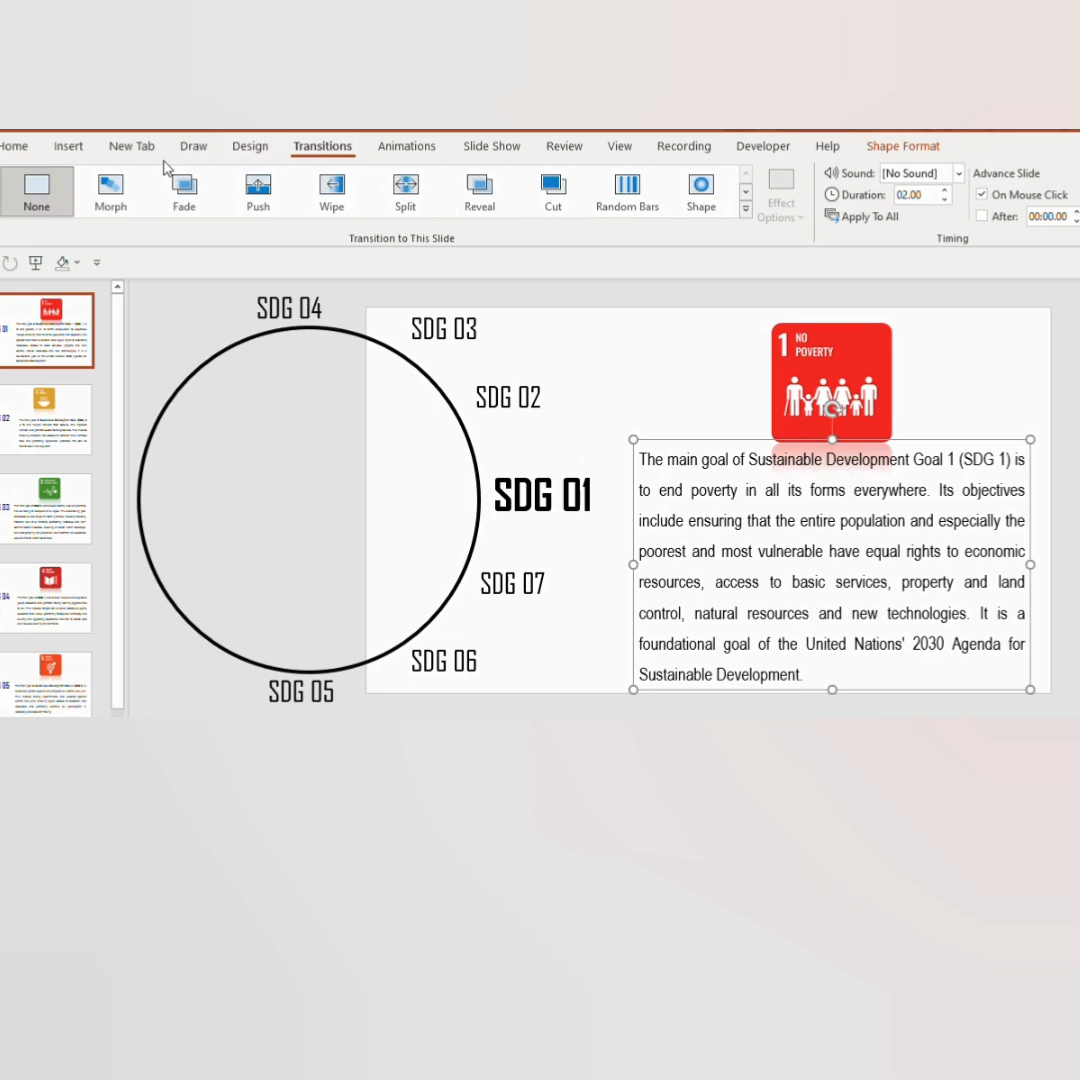 Home Insert New Tab Draw Design Transitions Animations Slide Show Review View Recording Developer Help Shape Format
None Morph Fade Push Wipe Split Reveal Cut Random Bars Shape
Effect
Options
Sound: [No Sound] Advance Slide
Duration: 02.00 On Mouse Click
Apply To All After: 00:00.00
Transition to This Slide Timing
SDG 04
SDG 03
SDG 02
SDG 01
SDG 07
SDG 06
SDG 05
1 NO
POVERTY
The main goal of Sustainable Development Goal 1 (SDG 1) is
to end poverty in all its forms everywhere. Its objectives
include ensuring that the entire population and especially the
poorest and most vulnerable have equal rights to economic
resources, access to basic services, property and land
control, natural resources and new technologies. It is a
foundational goal of the United Nations' 2030 Agenda for
Sustainable Development.